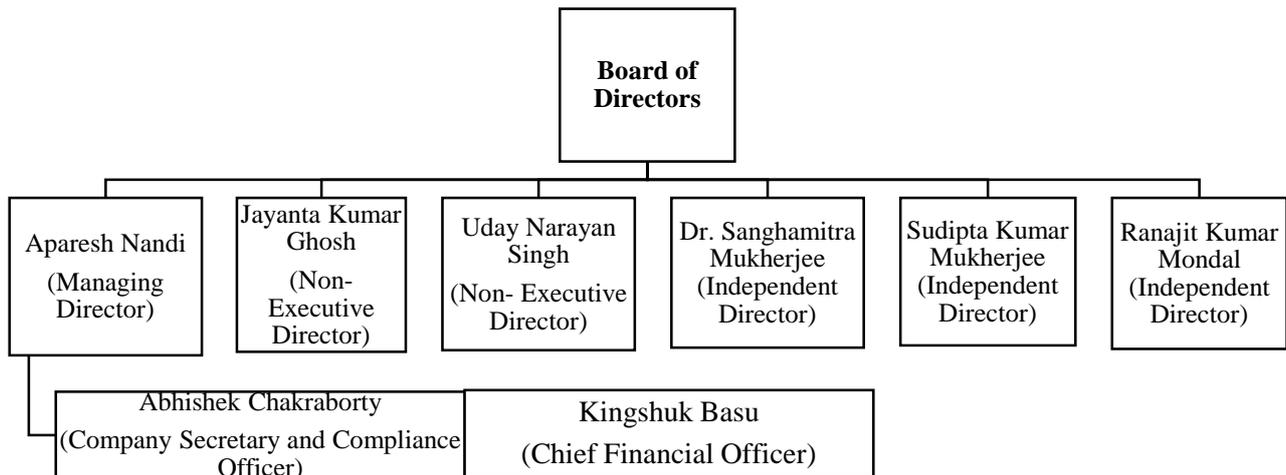 Board of
Directors
Aparesh Nandi
(Managing
Director)
Jayanta Kumar
Ghosh
(Non-
Executive
Director)
Uday Narayan
Singh
(Non- Executive
Director)
Dr. Sanghamitra
Mukherjee
(Independent
Director)
Sudipta Kumar
Mukherjee
(Independent
Director)
Ranajit Kumar
Mondal
(Independent
Director)
Abhishek Chakraborty
(Company Secretary and Compliance
Officer)
Kingshuk Basu
(Chief Financial Officer)